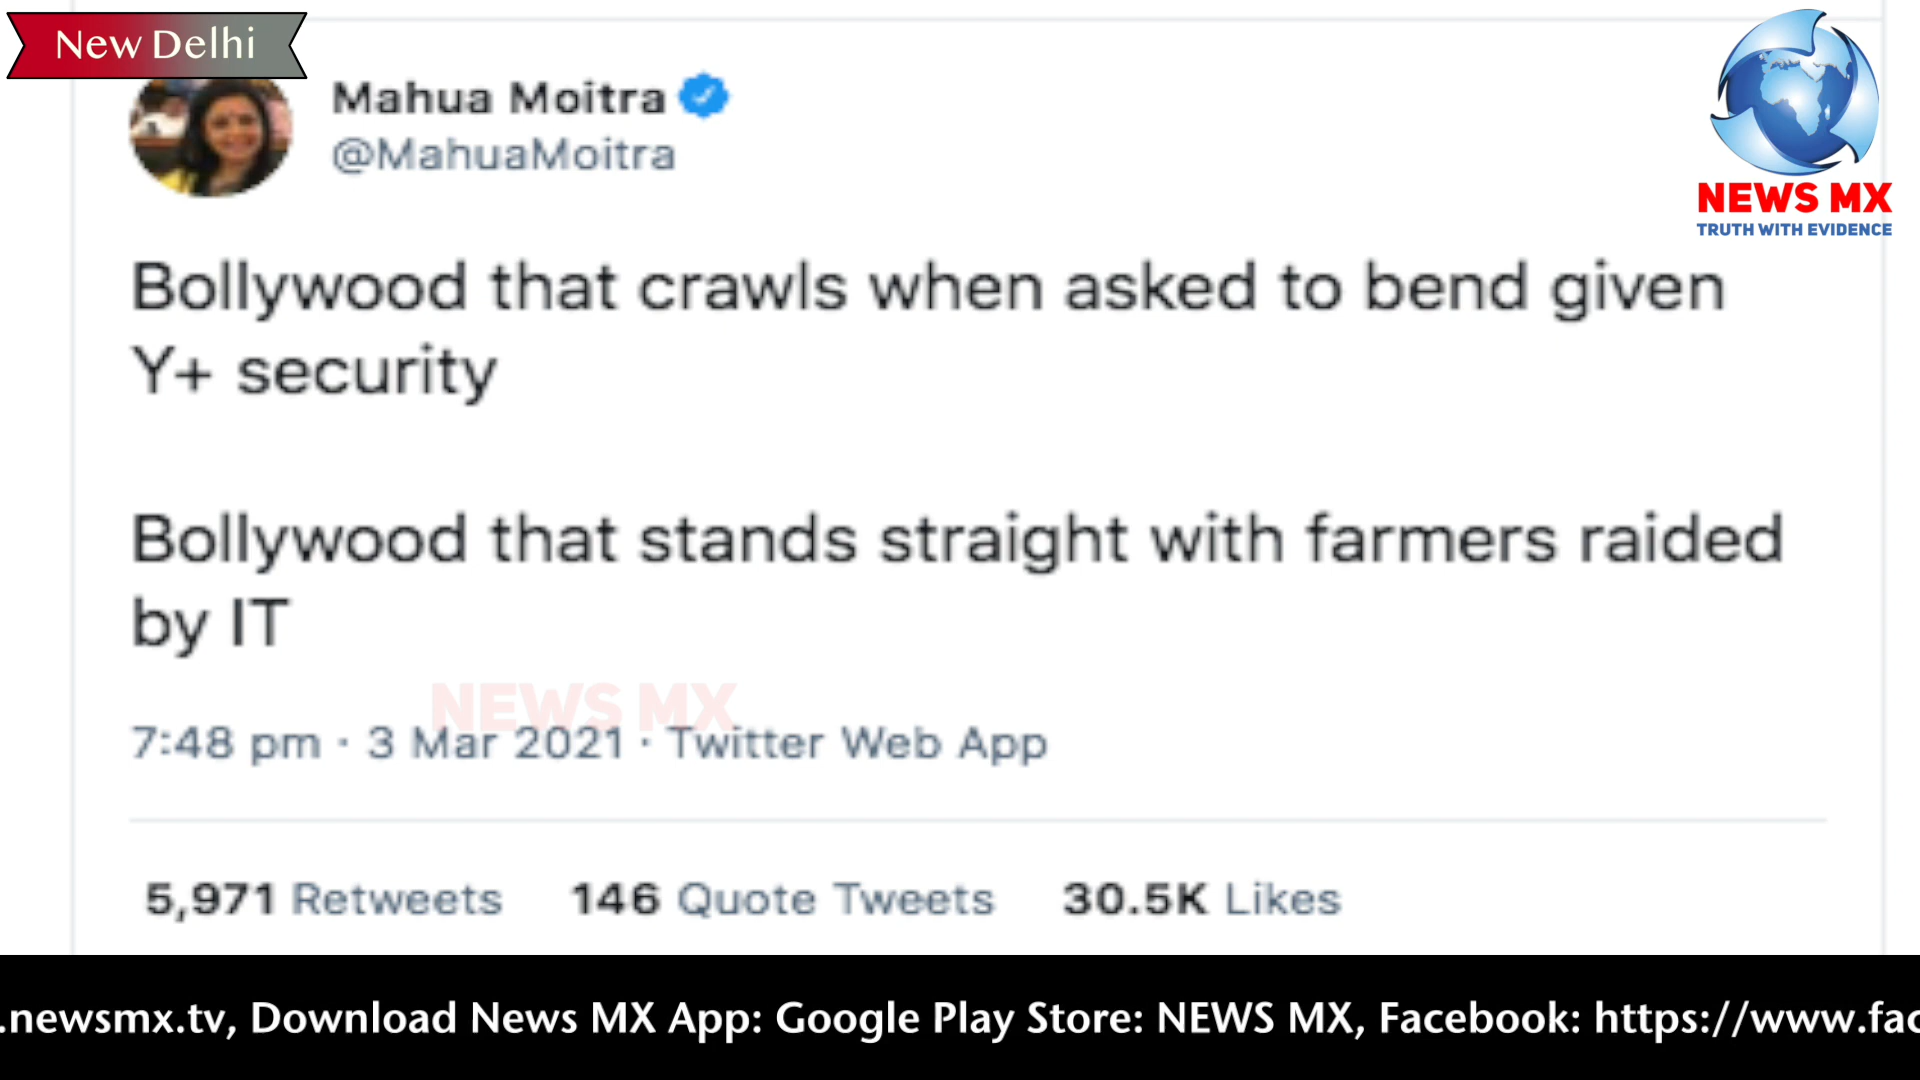 New Delhi
Mahua Moitra
@MahuaMoitra
NEWS MX
TRUTH WITH EVIDENCE
Bollywood that crawls when asked to bend given
Y+ security
Bollywood that stands straight with farmers raided
by IT
NEWS MX
7:48 pm · 3 Mar 2021 · Twitter Web App
5,971 Retweets 146 Quote Tweets 30.5K Likes
.newsmx.tv, Download News MX App: Google Play Store: NEWS MX, Facebook: https://www.fac